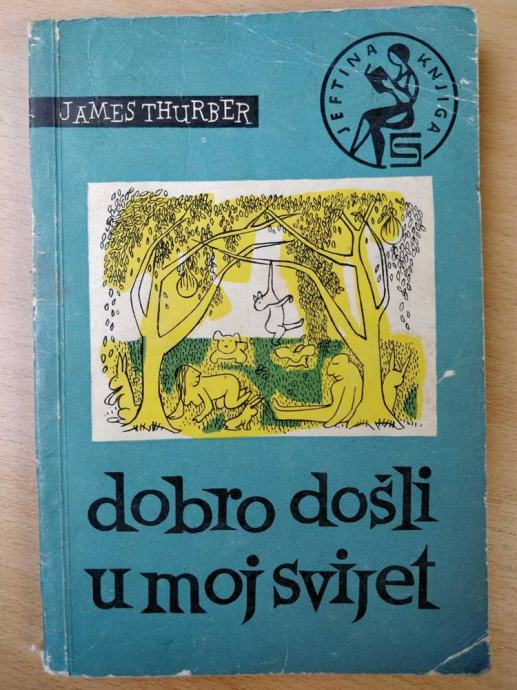 JAMES THURBER
JEFTINA KNJIGA
S
dobro došli
u moj svijet